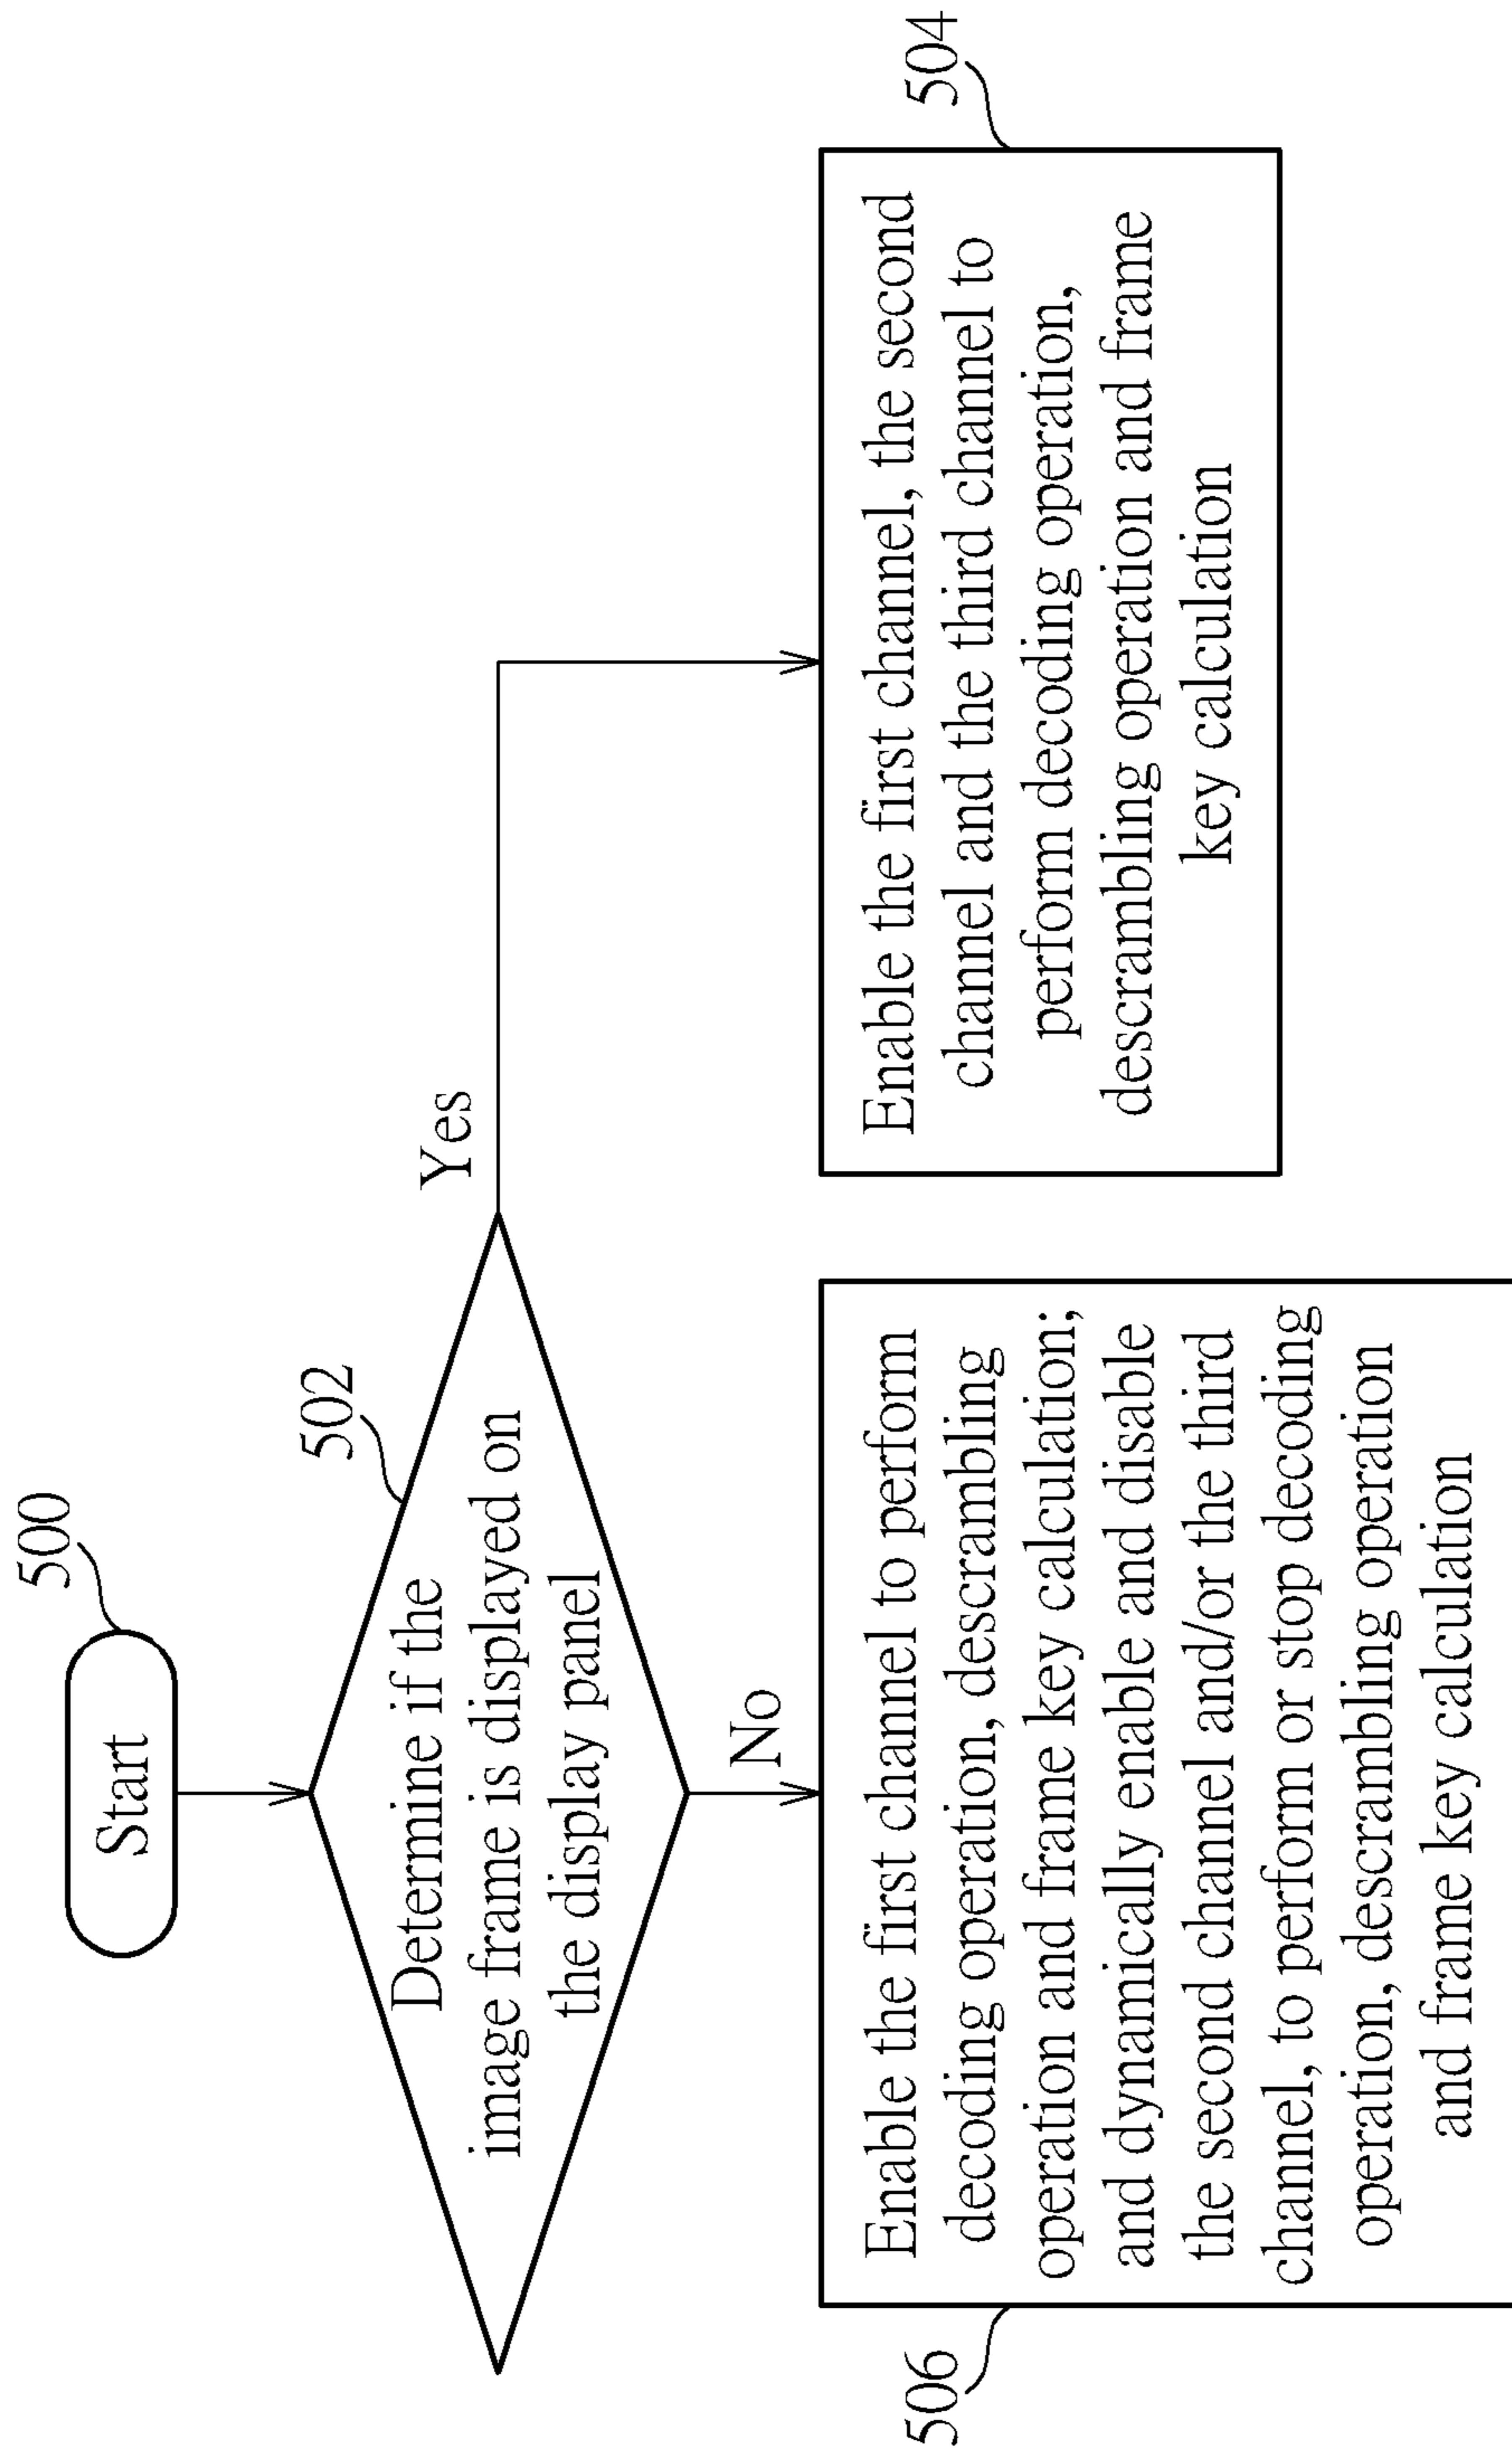 500
Start
502
Determine if the
image frame is displayed on
the display panel
Yes
No
504
Enable the first channel, the second
channel and the third channel to
perform decoding operation,
descrambling operation and frame
key calculation
506
Enable the first channel to perform
decoding operation, descrambling
operation and frame key calculation;
and dynamically enable and disable
the second channel and/or the third
channel, to perform or stop decoding
operation, descrambling operation
and frame key calculation